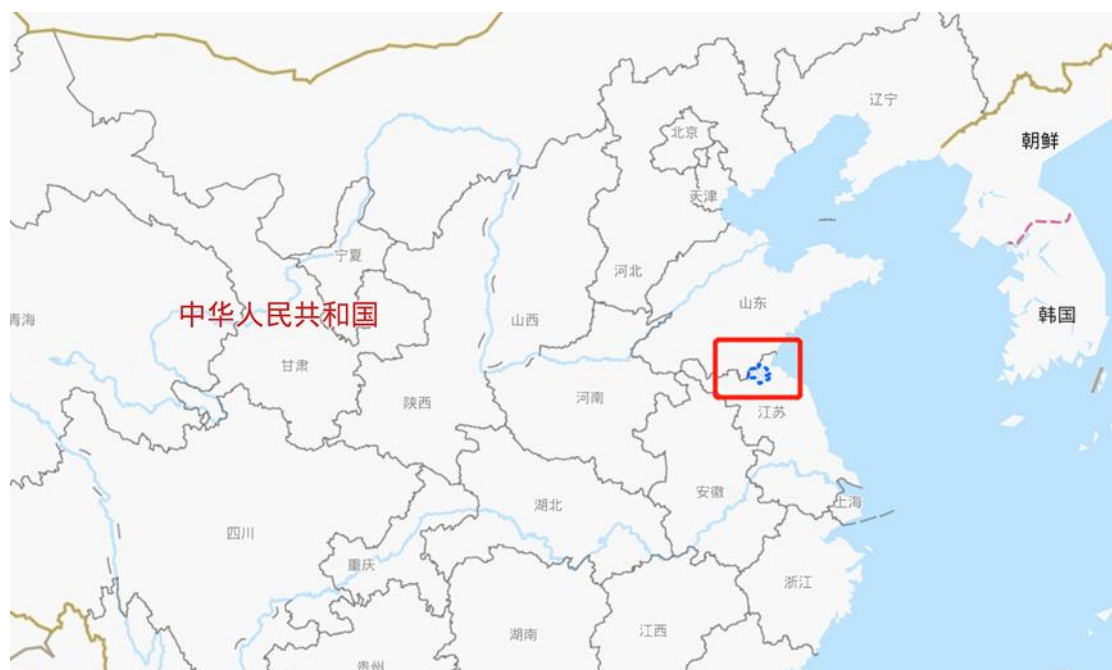 辽宁
北京
朝鲜
天津
宁夏
河北
山东
中华人民共和国
青海
山西
韩国
甘肃
陕西
河南
江苏
安徽
上海
湖北
四川
重庆
浙江
湖南
江西
贵州